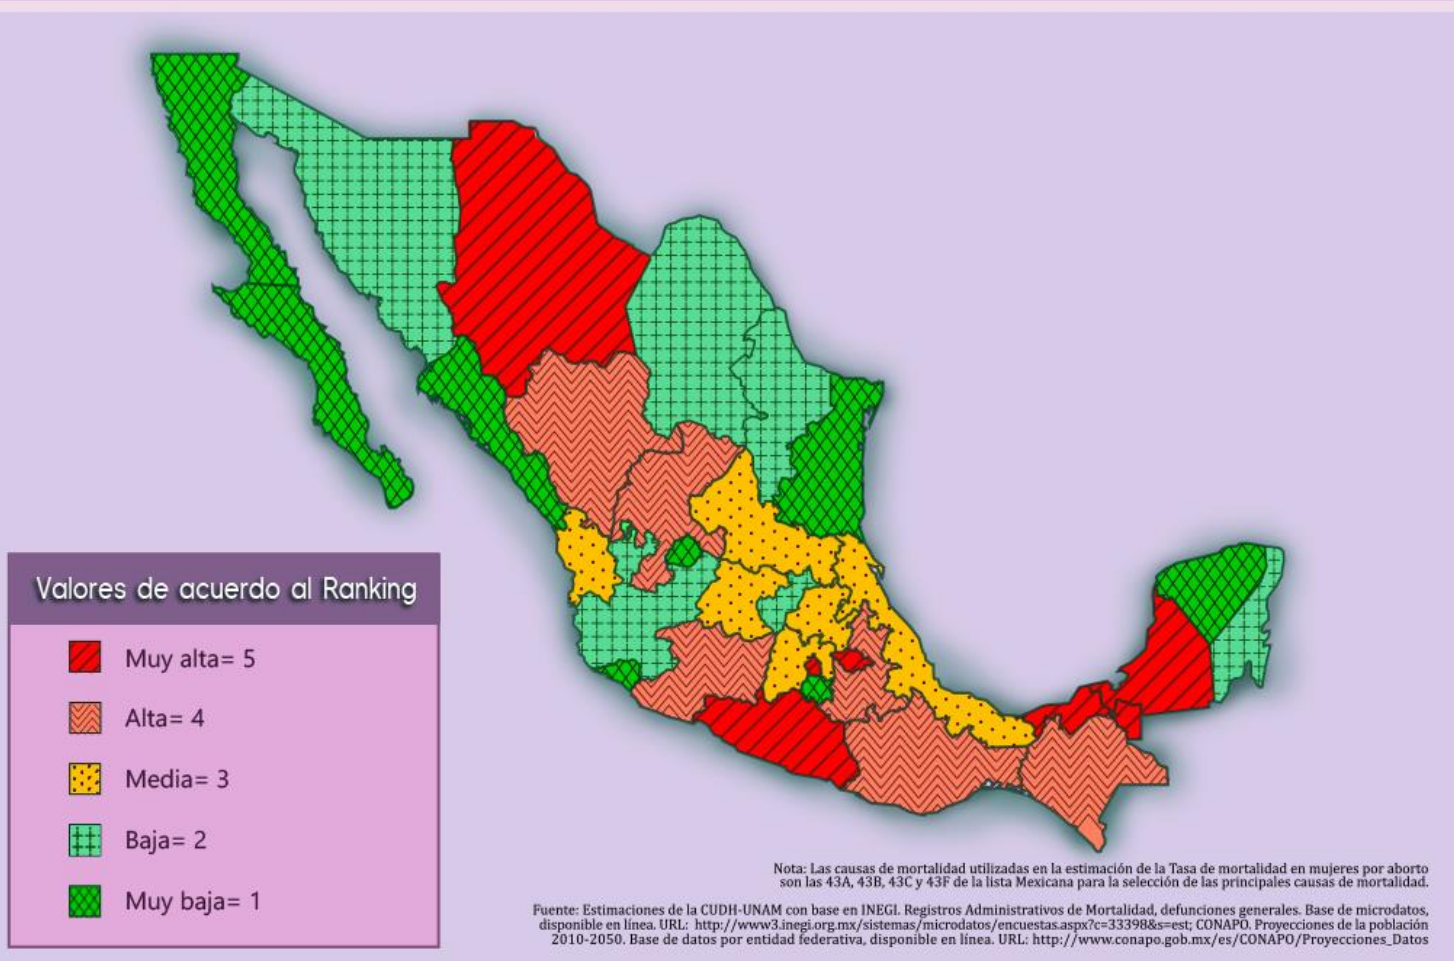 Valores de acuerdo al Ranking
Muy alta= 5
Alta= 4
Media= 3
Baja= 2
Muy baja= 1
Nota: Las causas de mortalidad utilizadas en la estimación de la Tasa de mortalidad en mujeres por aborto
son las 43A, 43B, 43C y 43F de la lista Mexicana para la selección de las principales causas de mortalidad.
Fuente: Estimaciones de la CUDH-UNAM con base en INEGI. Registros Administrativos de Mortalidad, defunciones generales. Base de microdatos,
disponible en línea. URL: http://www3.inegi.org.mx/sistemas/microdatos/encuestas.aspx?c=33398&s=est; CONAPO. Proyecciones de la población
2010-2050. Base de datos por entidad federativa, disponible en línea. URL: http://www.conapo.gob.mx/es/CONAPO/Proyecciones_Datos